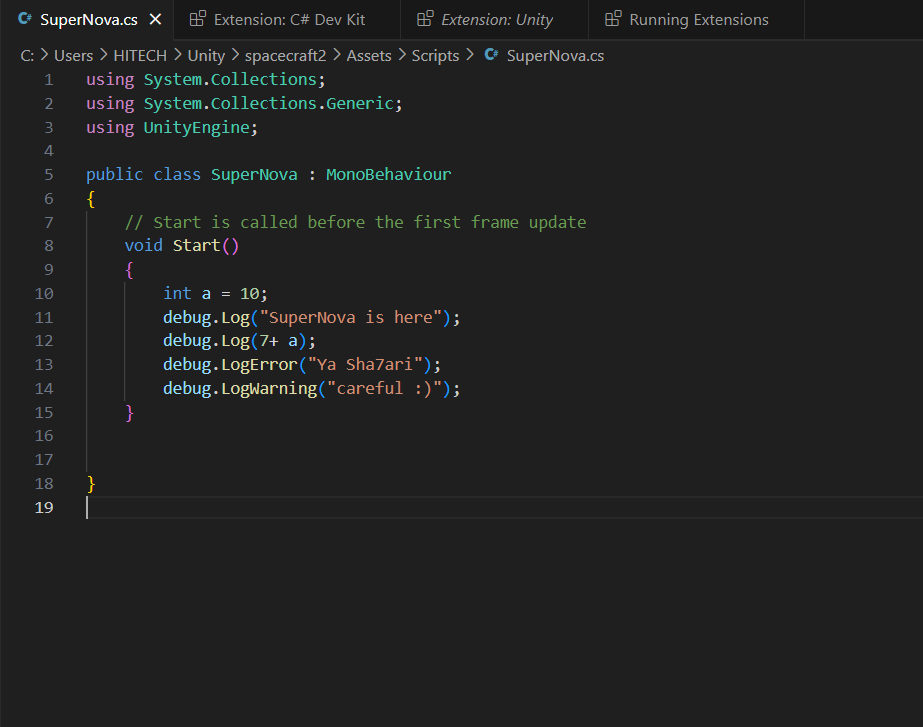 SuperNova.cs Extension: C# Dev Kit Extension: Unity Running Extensions
C: > Users > HITECH > Unity > spacecraft2 > Assets > Scripts > SuperNova.cs
1 using System.Collections;
2 using System.Collections.Generic;
3 using UnityEngine;
4
5 public class SuperNova : MonoBehaviour
6 {
7 // Start is called before the first frame update
8 void Start()
9 {
10 int a = 10;
11 debug.Log("SuperNova is here");
12 debug.Log(7+ a);
13 debug.LogError("Ya Sha7ari");
14 debug.LogWarning("careful :)");
15 }
16
17
18 }
19